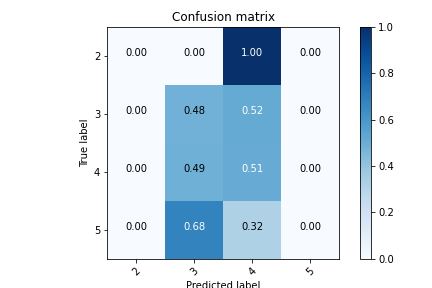 Confusion matrix
1.0
2 0.00 0.00 1.00 0.00
0.8
3 0.00 0.48 0.52 0.00
0.6
True label
4 0.00 0.49 0.51 0.00
0.4
0.2
5 0.00 0.68 0.32 0.00
0.0
2 3 4 5
Predicted label